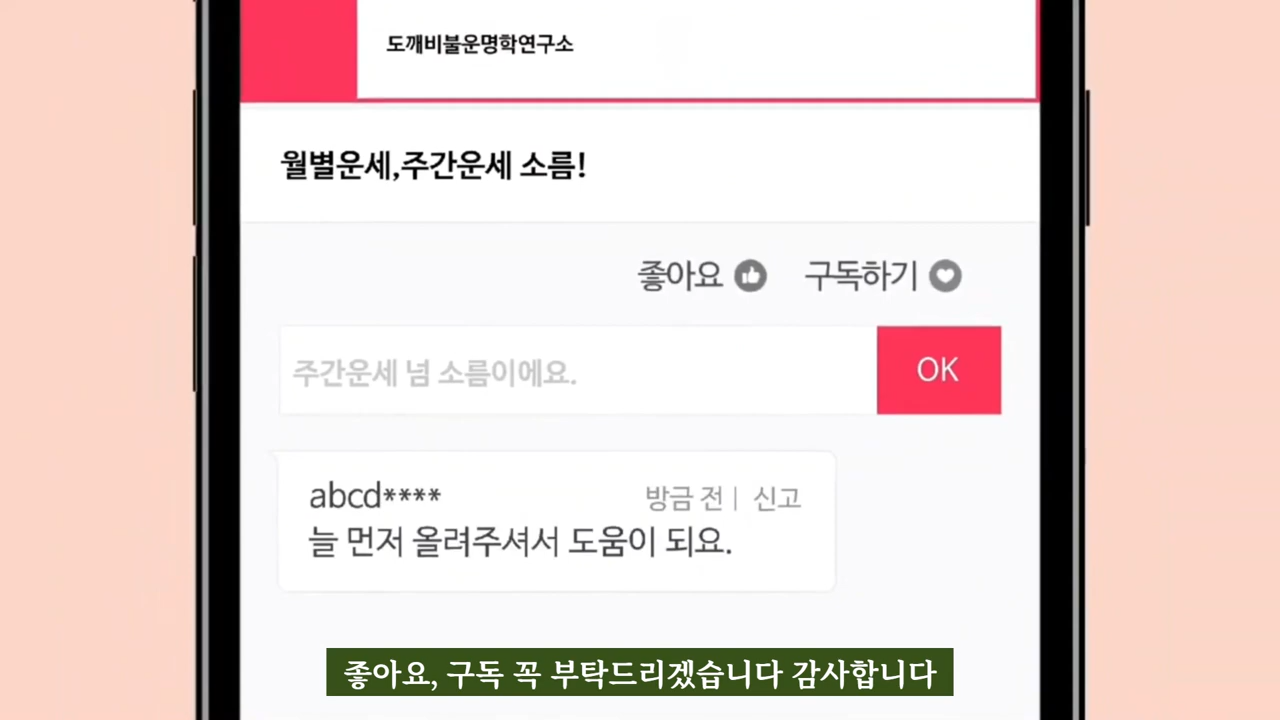 도깨비불운명학연구소
월별운세,주간운세 소름!
좋아요 구독하기
주간운세 넘 소름이에요. OK
abcd**** 방금 전 | 신고
늘 먼저 올려주셔서 도움이 되요.
좋아요, 구독 꼭 부탁드리겠습니다 감사합니다